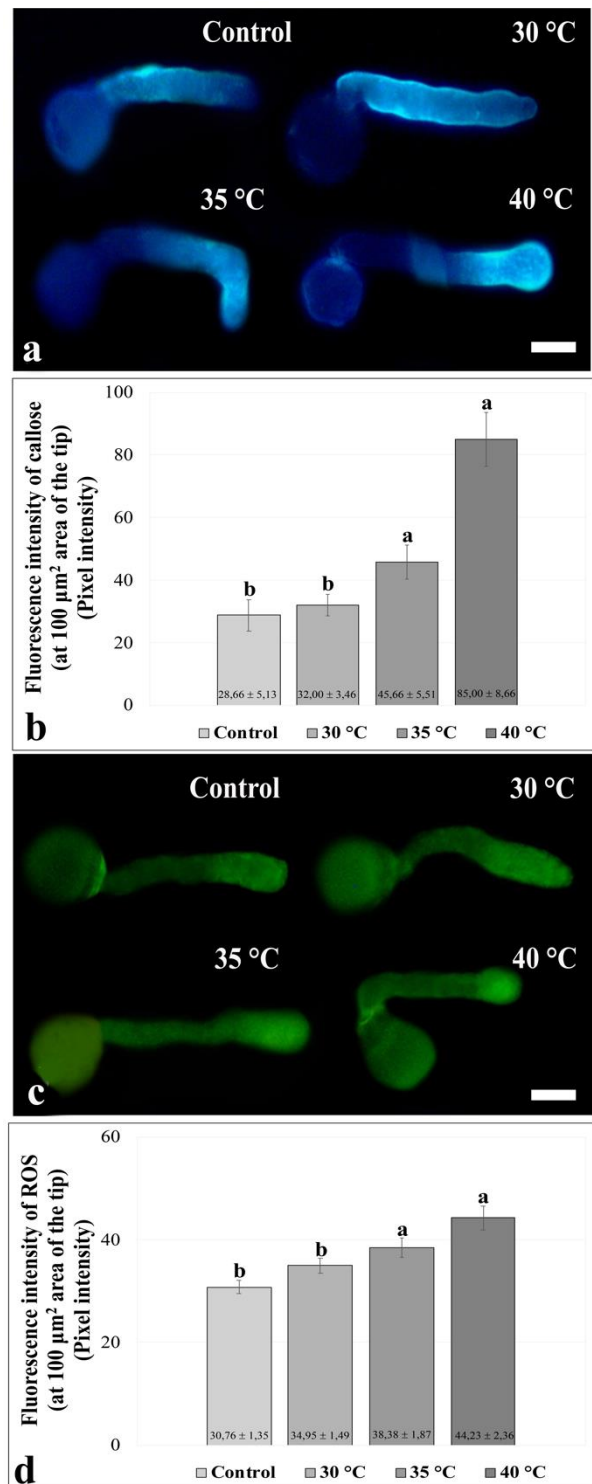 Control 30 °C
35 °C 40 °C
a
Fluorescence intensity of callose
(at 100 µm² area of the tip)
(Pixel intensity)
100
80
60
40
20
0
b b a a
28,66 ± 5,13 32,00 ± 3,46 45,66 ± 5,51 85,00 ± 8,66
Control 30 °C 35 °C 40 °C
b
Control 30 °C
35 °C 40 °C
c
Fluorescence intensity of ROS
(at 100 µm² area of the tip)
(Pixel intensity)
60
40
20
0
b b a a
30,76 ± 1,35 34,95 ± 1,49 38,38 ± 1,87 44,23 ± 2,36
Control 30 °C 35 °C 40 °C
d